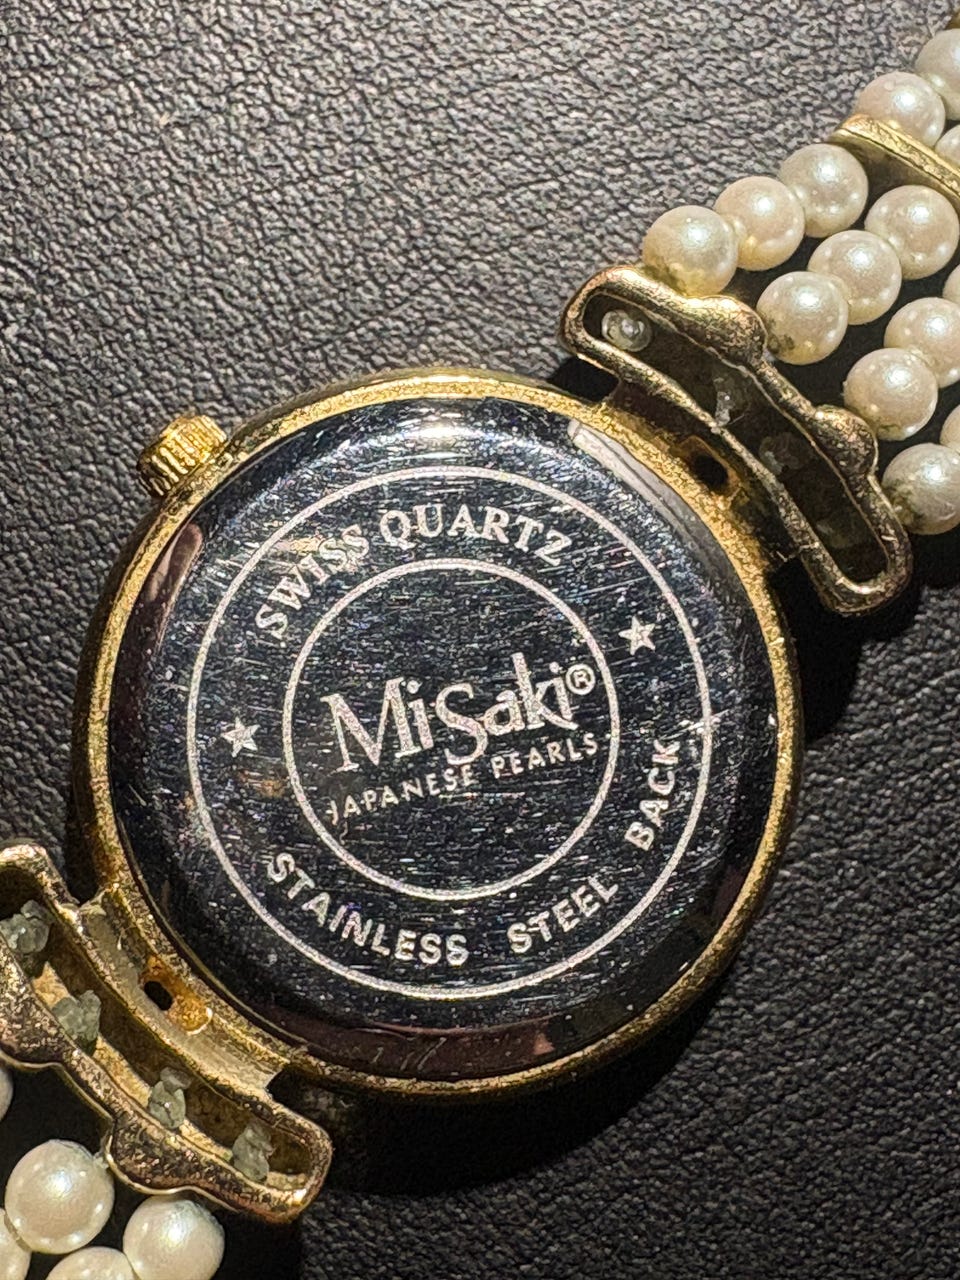 SWISS QUARTZ
MiSaki®
JAPANESE PEARLS
STAINLESS STEEL BACK